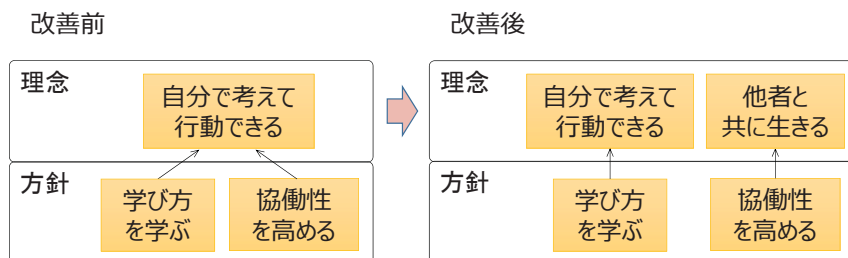 改善前
理念
自分で考えて
行動できる
方針
学び方
を学ぶ
協働性
を高める
改善後
理念
自分で考えて
行動できる
他者と
共に生きる
方針
学び方
を学ぶ
協働性
を高める